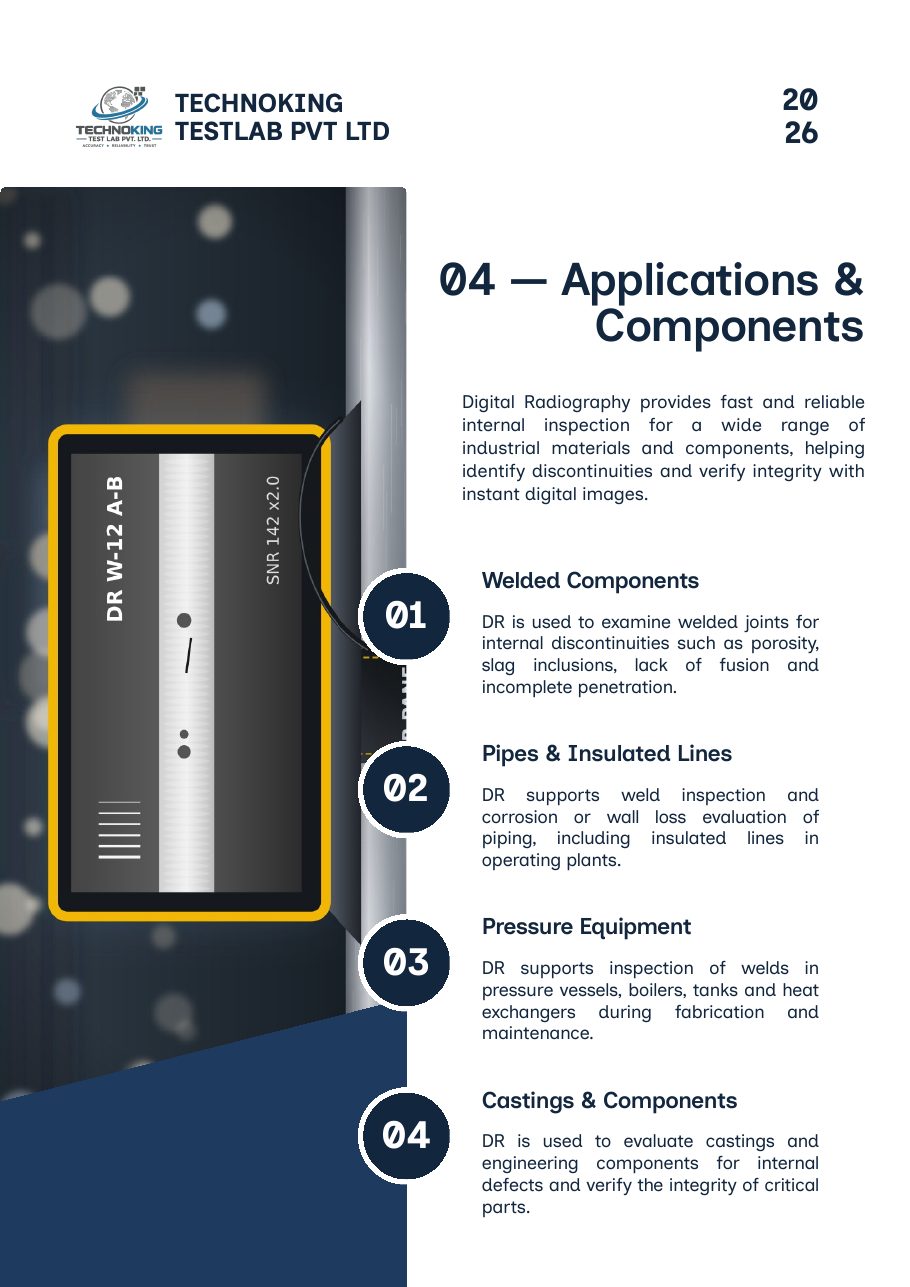 TECHNOKING
TEST LAB PVT. LTD.
ACCURACY • RELIABILITY • TRUST
TECHNOKING
TESTLAB PVT LTD
20
26
04 — Applications &
Components
Digital Radiography provides fast and reliable
internal inspection for a wide range of
industrial materials and components, helping
identify discontinuities and verify integrity with
instant digital images.
DR W-12 A-B
SNR 142 x2.0
01
Welded Components
DR is used to examine welded joints for
internal discontinuities such as porosity,
slag inclusions, lack of fusion and
incomplete penetration.
02
Pipes & Insulated Lines
DR supports weld inspection and
corrosion or wall loss evaluation of
piping, including insulated lines in
operating plants.
03
Pressure Equipment
DR supports inspection of welds in
pressure vessels, boilers, tanks and heat
exchangers during fabrication and
maintenance.
04
Castings & Components
DR is used to evaluate castings and
engineering components for internal
defects and verify the integrity of critical
parts.